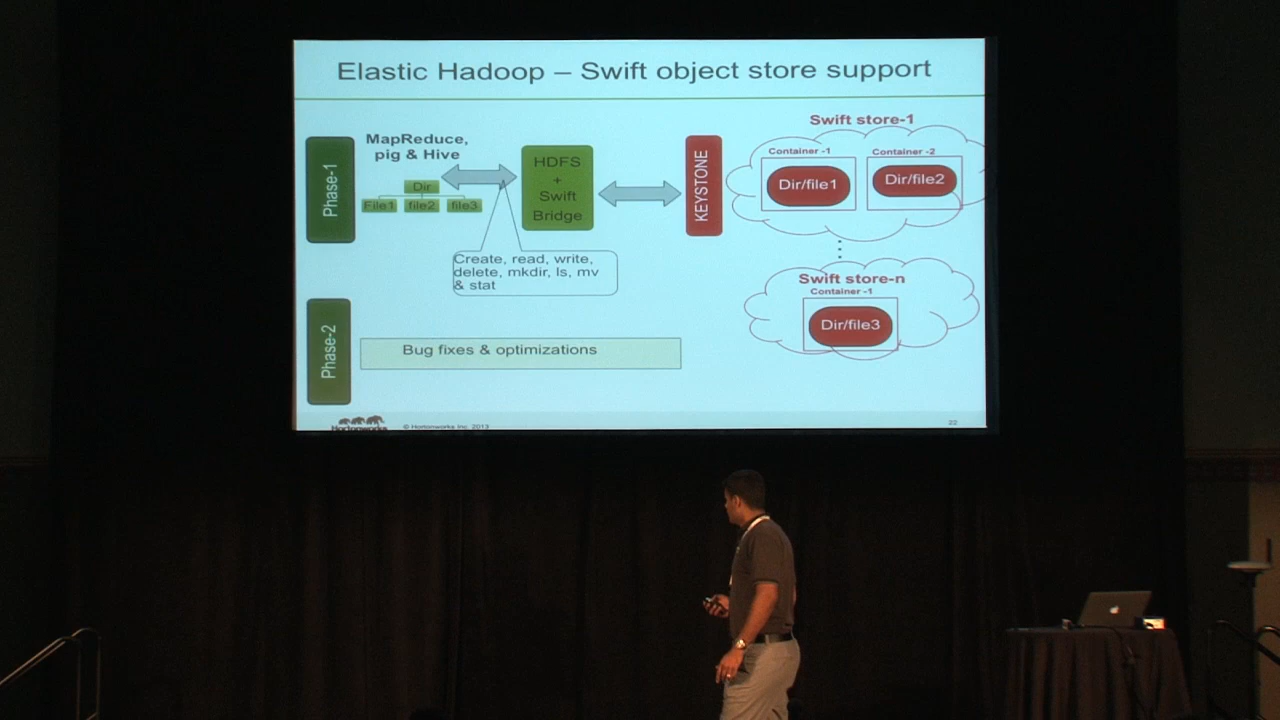 Elastic Hadoop – Swift object store support
Phase-1
MapReduce,
pig & Hive
Dir
File1 file2 file3
HDFS
+
Swift
Bridge
Create, read, write,
delete, mkdir, ls, mv
& stat
KEYSTONE
Swift store-1
Container -1
Dir/file1
Container -2
Dir/file2
Swift store-n
Container -1
Dir/file3
Phase-2
Bug fixes & optimizations
Hortonworks
© Hortonworks Inc. 2013
22